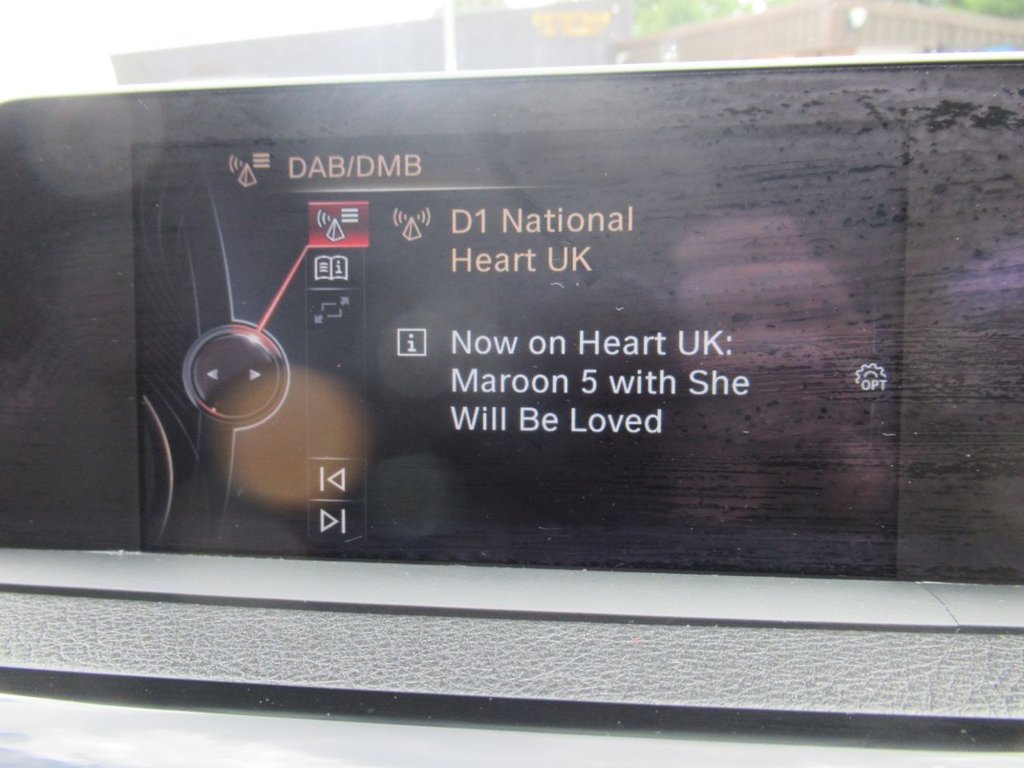 DAB/DMB
D1 National
Heart UK
Now on Heart UK:
Maroon 5 with She
Will Be Loved
OPT